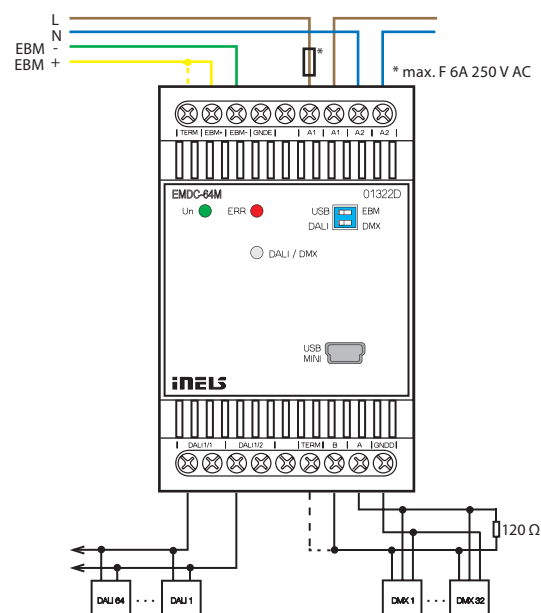 L
N
EBM -
EBM +
*
* max. F 6A 250 V AC
TERM EBM+ EBM- GNDE A1 A1 A2 A2
EMDC-64M 01322D
Un ERR USB EBM
DALI DMX
DALI / DMX
USB
MINI
iNELS
DALI1/1 DALI1/2 TERM B A GNDD
120 Ω
DALI 64 ··· DALI 1 DMX 1 ··· DMX 32